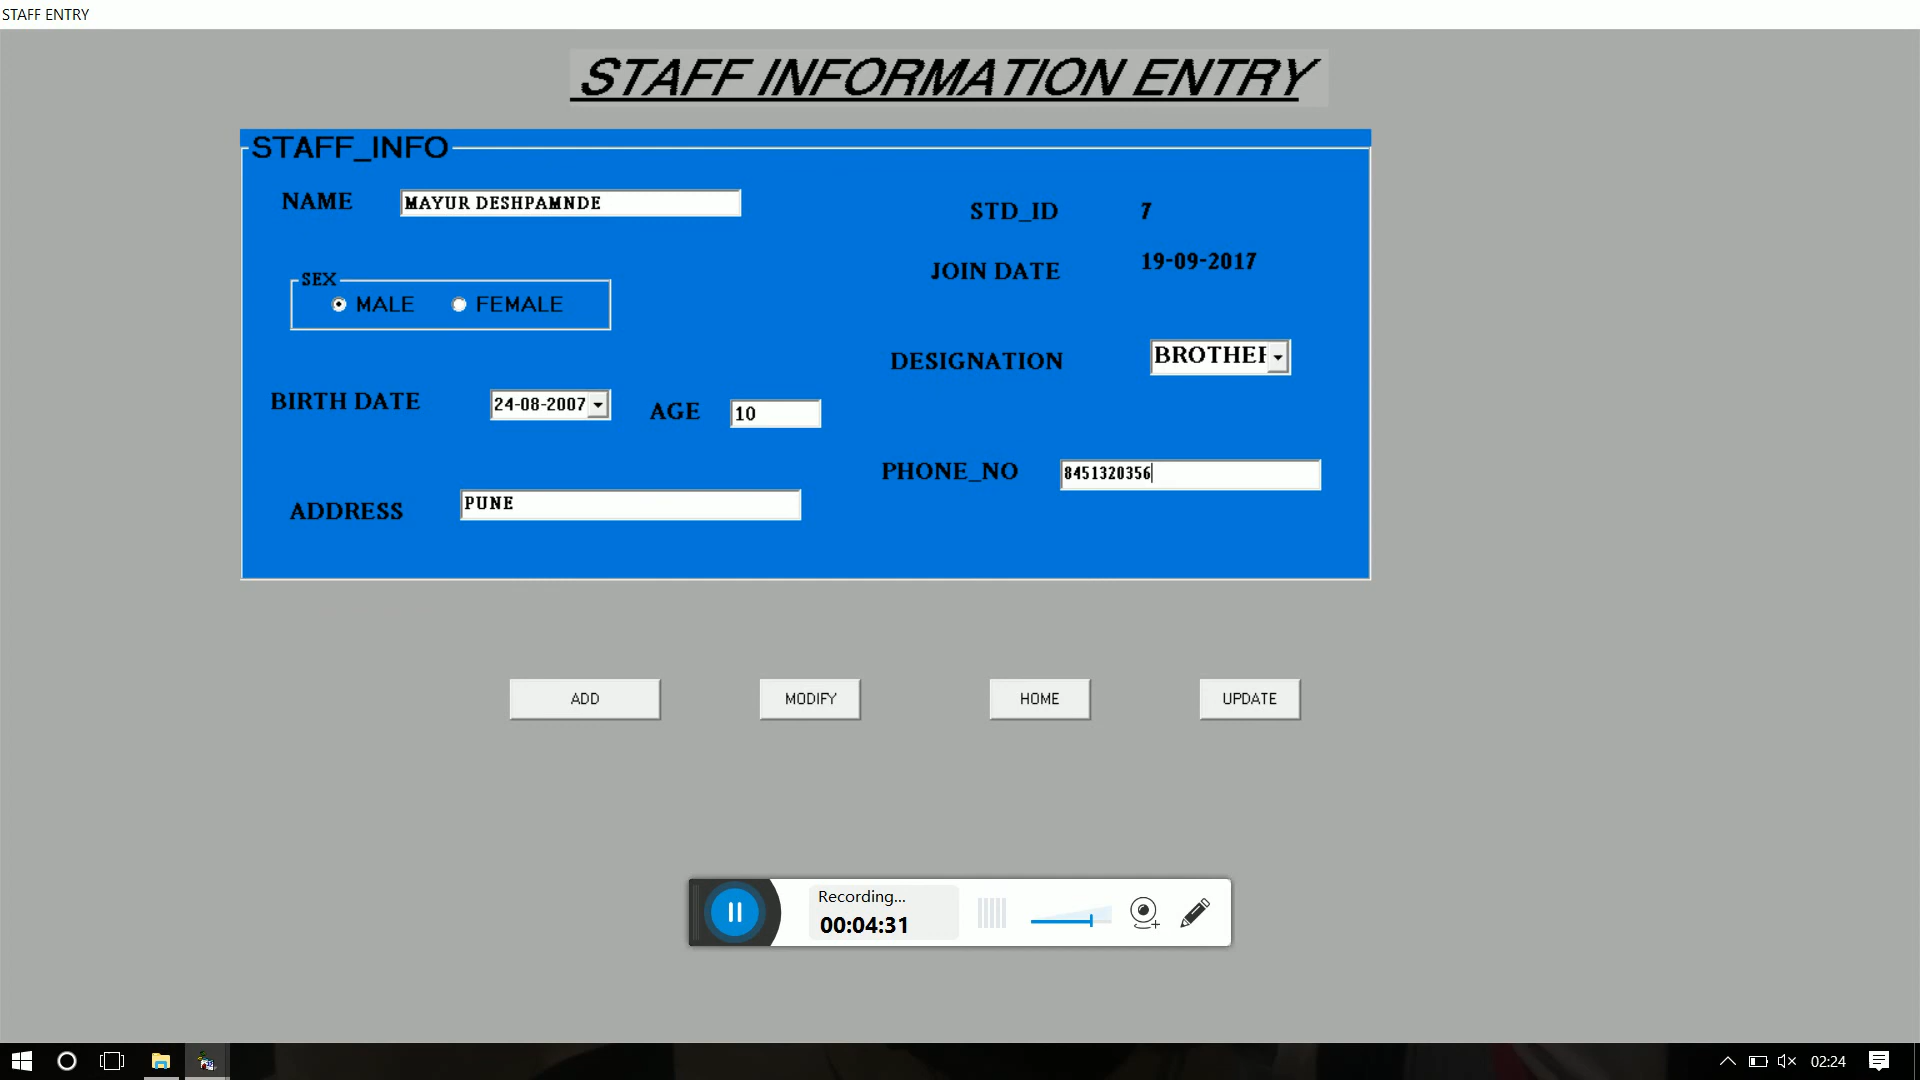 STAFF ENTRY
STAFF INFORMATION ENTRY
STAFF_INFO
NAME MAYUR DESHPAMNDE
STD_ID 7
JOIN DATE 19-09-2017
SEX
MALE FEMALE
DESIGNATION BROTHER
BIRTH DATE 24-08-2007 AGE 10
PHONE_NO 8451320356
ADDRESS PUNE
ADD MODIFY HOME UPDATE
Recording...
00:04:31
02:24